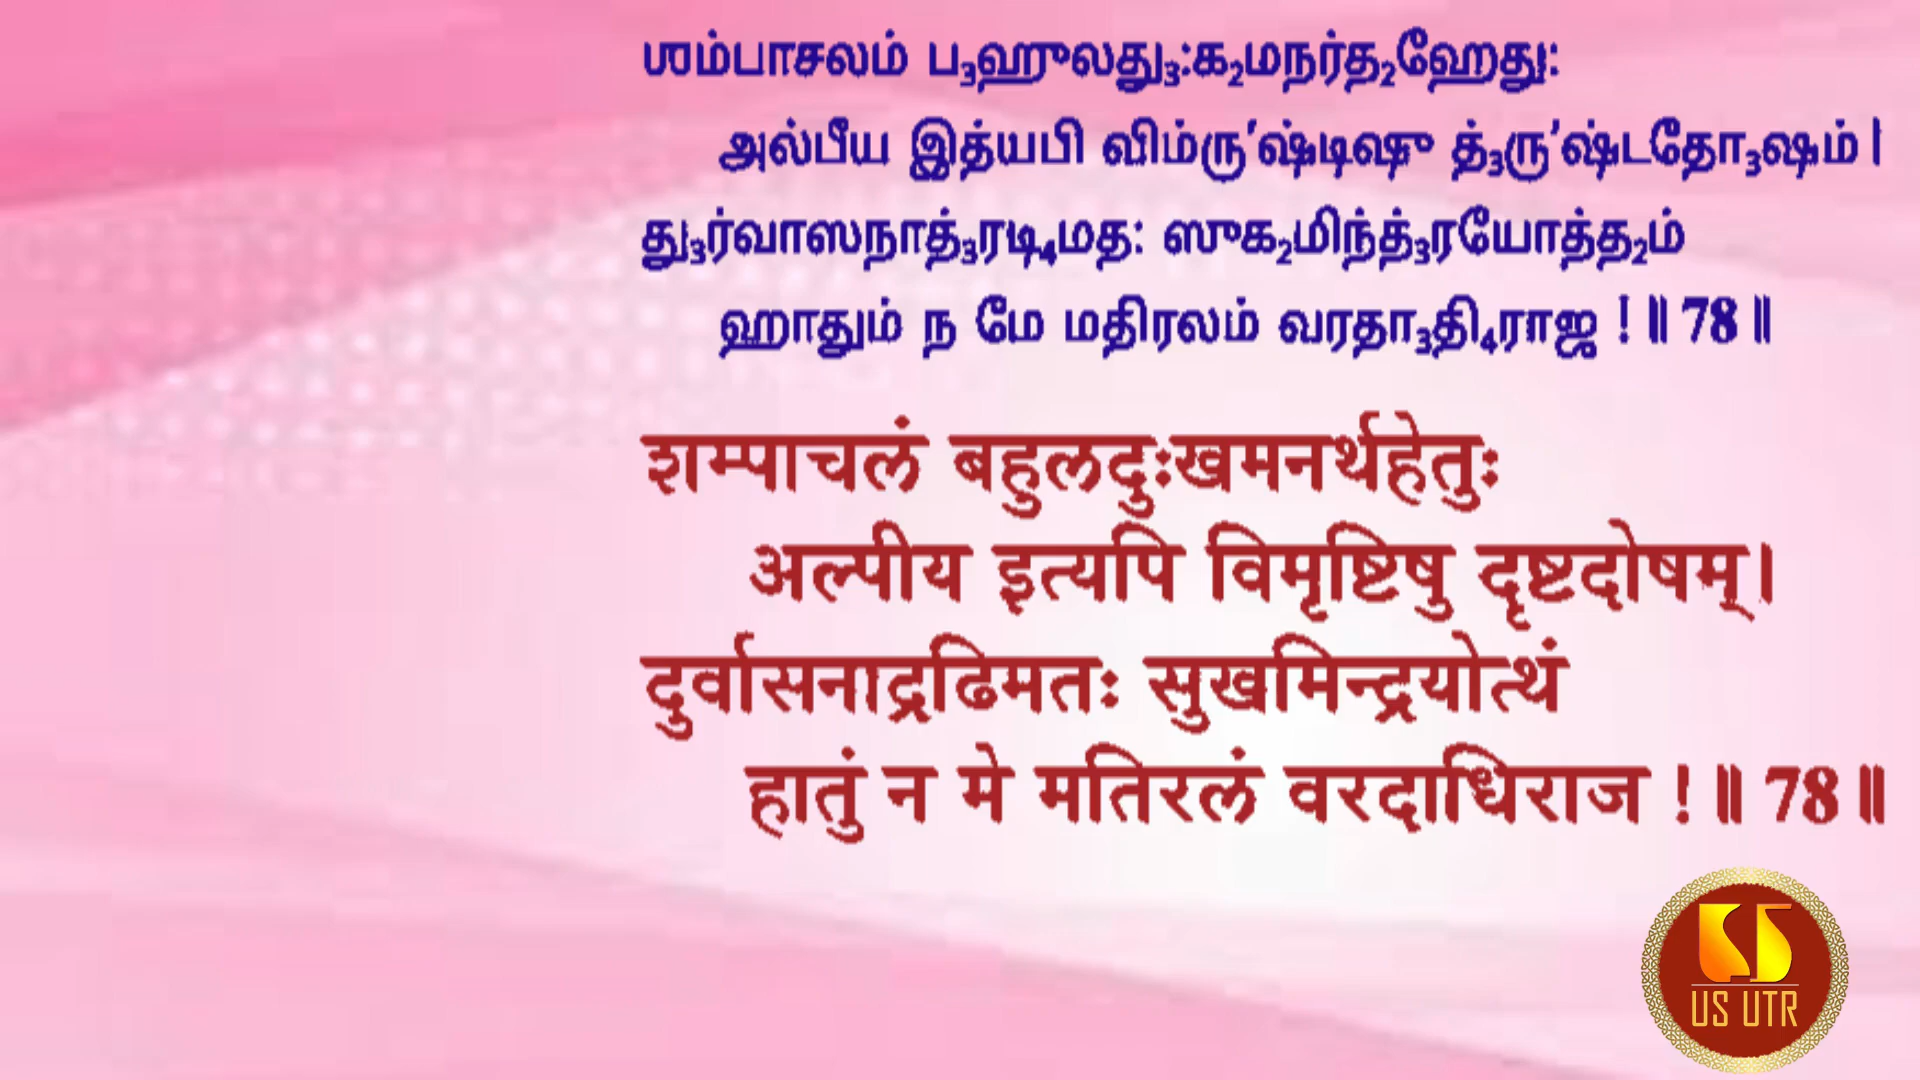 ஶம்பாசலம் ப₃ஹுலது₃:க₂மநர்த₂ஹேது:
அல்பீய இத்யபி விம்ரு'ஷ்டிஷு த்₃ரு'ஷ்டதோ₃ஷம் |
து₃ர்வாஸநாத்₃ரடி₄மத: ஸுக₂மிந்த்₃ரயோத்த₂ம்
ஹாதும் ந மே மதிரலம் வரதா₃தி₄ராஜ ! ॥ 78 ॥
शम्पाचलं बहुलदुःखमनर्थहेतुः
अल्पीय इत्यपि विमृष्टिषु दृष्टदोषम्।
दुर्वासनाद्रढिमतः सुखमिन्द्रयोत्थं
हातुं न मे मतिरलं वरदाधिराज ! ॥ 78 ॥
US UTR